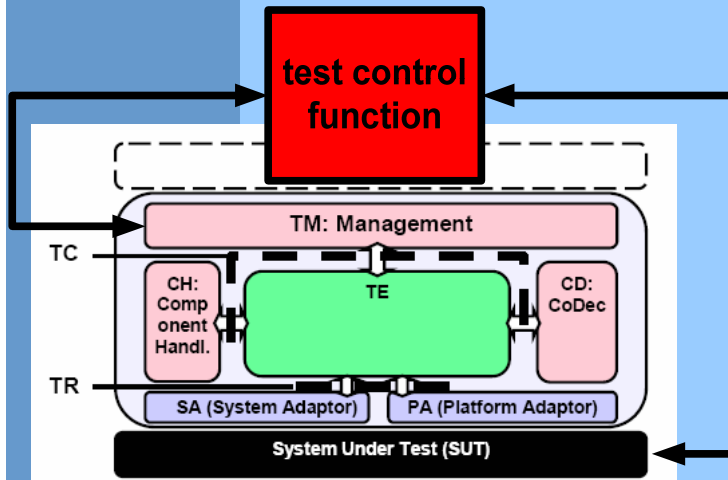 test control
function
TM: Management
TC
CH:
Comp
onent
Handl.
TE
CD:
CoDec
TR
SA (System Adaptor)
PA (Platform Adaptor)
System Under Test (SUT)